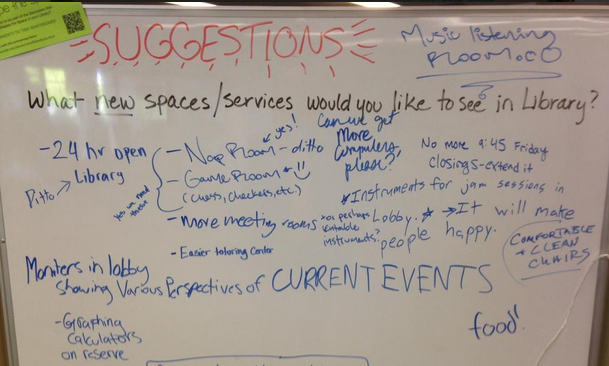 SUGGESTIONS
Music listening
Room.
What new spaces/services would you like to see in Library?
- 24 hr open
Library
Ditto →
- Nap Room - ditto
yes!
- Game Room
(chess, checkers, etc)
yes we need these
- More meeting rooms
- Easier tutoring center
Can we get
More
Computers,
please?
No more 9:45 Friday
closings - extend it
*Instruments for jam sessions in
Lobby. * → It will make
people happy.
*or perhaps
rentable
instruments?
COMFORTABLE
+ CLEAN
CHAIRS
Moniters in lobby
showing Various Perspectives of CURRENT EVENTS
food!
- Graphing
Calculators
on reserve